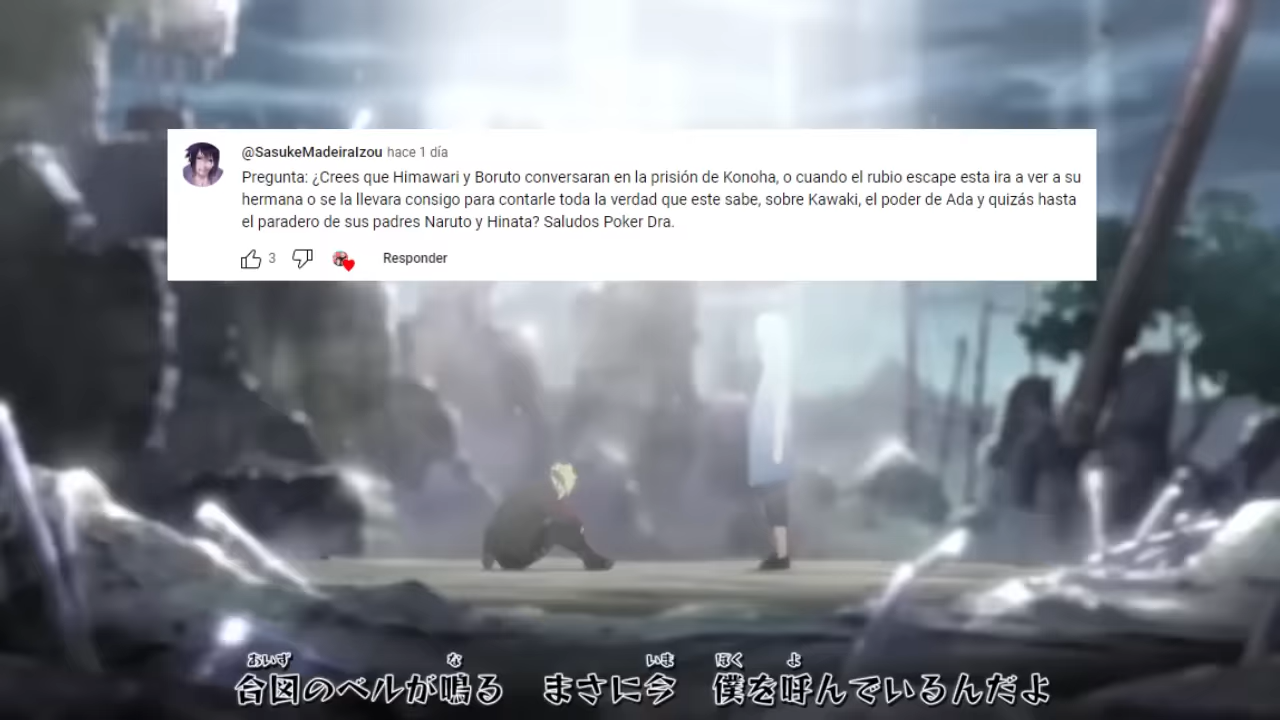 @SasukeMadeiraIzou hace 1 día
Pregunta: ¿Crees que Himawari y Boruto conversaran en la prisión de Konoha, o cuando el rubio escape esta ira a ver a su
hermana o se la llevara consigo para contarle toda la verdad que este sabe, sobre Kawaki, el poder de Ada y quizás hasta
el paradero de sus padres Naruto y Hinata? Saludos Poker Dra.
3 Responder
あいず な いま ぼく よ
合図のベルが鳴る まさに今 僕を呼んでいるんだよ